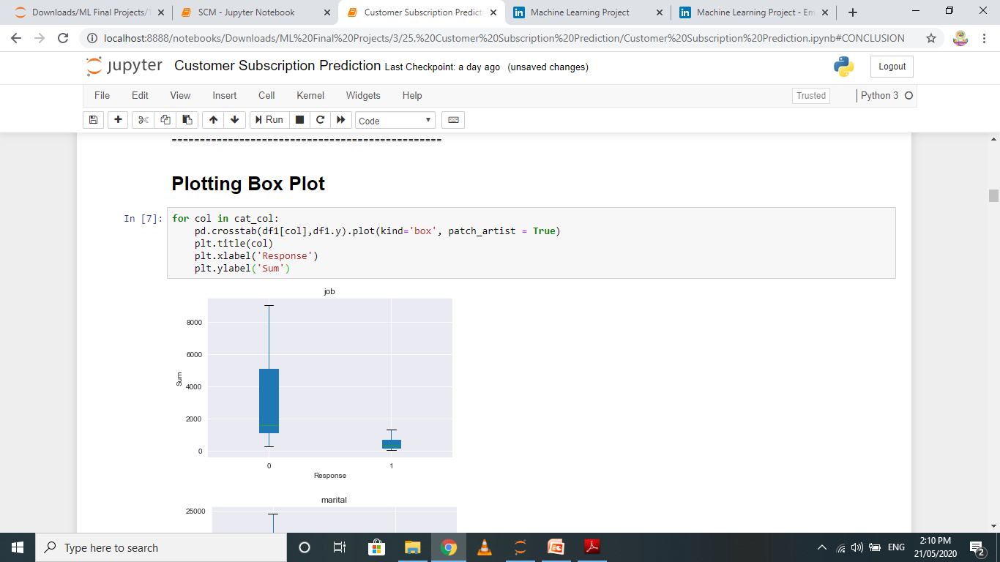 Downloads/ML Final Projects/
SCM - Jupyter Notebook
Customer Subscription Predict
Machine Learning Project
Machine Learning Project - Em
localhost:8888/notebooks/Downloads/ML%20Final%20Projects/3/25.%20Customer%20Subscription%20Prediction/Customer%20Subscription%20Prediction.ipynb#CONCLUSION
jupyter Customer Subscription Prediction Last Checkpoint: a day ago (unsaved changes)
Logout
File Edit View Insert Cell Kernel Widgets Help
Trusted
Python 3
Run
Code
================================================
Plotting Box Plot
In [7]:
for col in cat_col:
    pd.crosstab(df1[col],df1.y).plot(kind='box', patch_artist = True)
    plt.title(col)
    plt.xlabel('Response')
    plt.ylabel('Sum')
job
8000
6000
4000
2000
0
Sum
0 1
Response
marital
25000
Type here to search
ENG
2:10 PM
21/05/2020
2